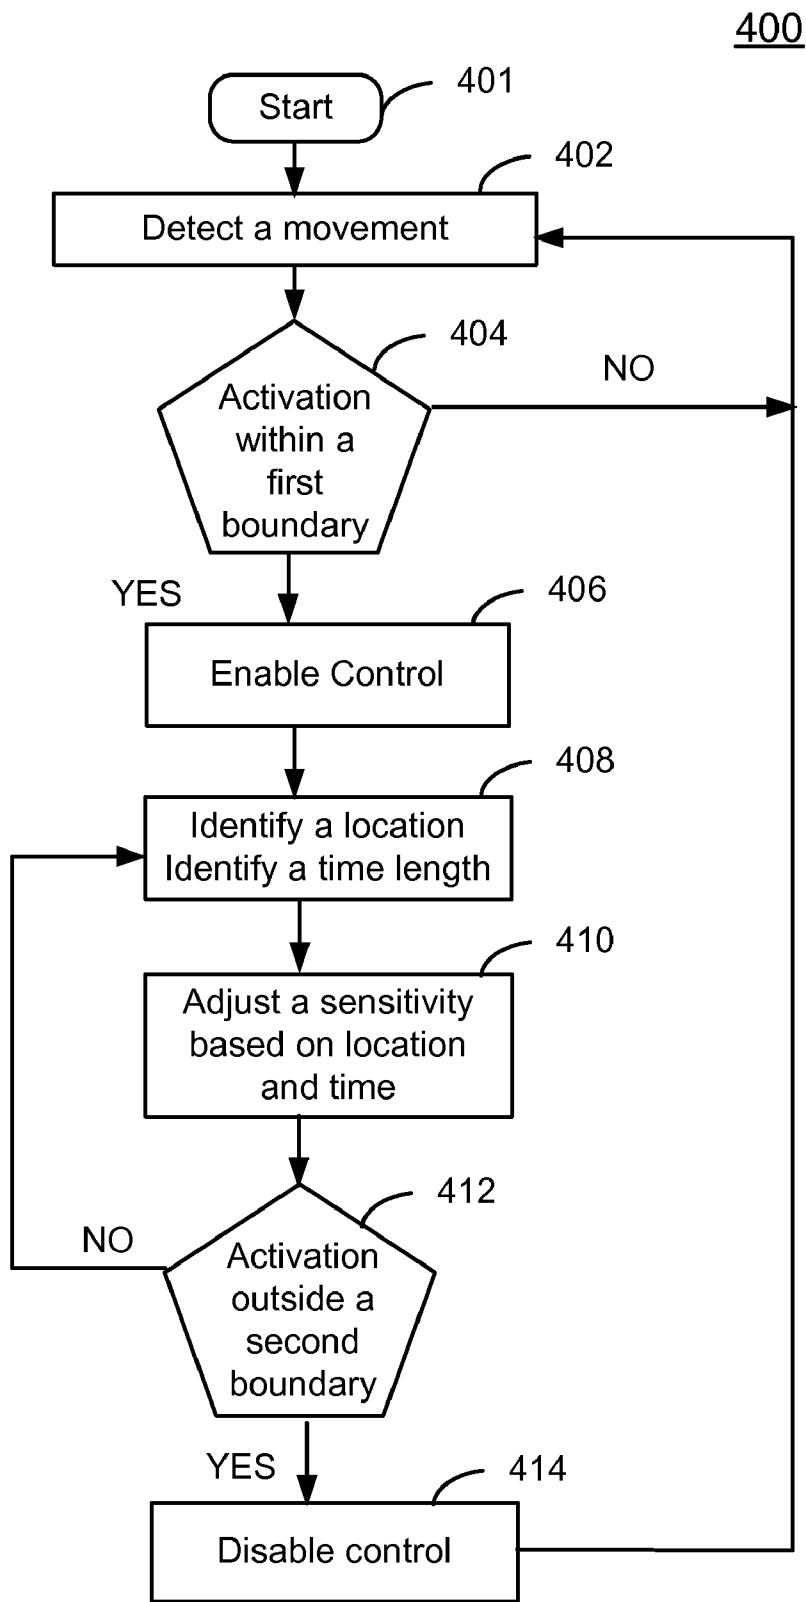 400
Start
401
402
Detect a movement
404
NO
Activation
within a
first
boundary
YES
406
Enable Control
408
Identify a location
Identify a time length
410
Adjust a sensitivity
based on location
and time
412
NO
Activation
outside a
second
boundary
YES
414
Disable control